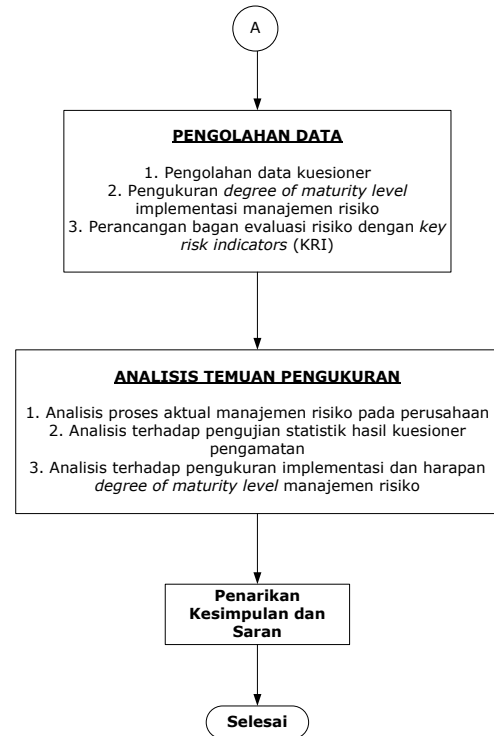 A
PENGOLAHAN DATA
1. Pengolahan data kuesioner
2. Pengukuran degree of maturity level
implementasi manajemen risiko
3. Perancangan bagan evaluasi risiko dengan key
risk indicators (KRI)
ANALISIS TEMUAN PENGUKURAN
1. Analisis proses aktual manajemen risiko pada perusahaan
2. Analisis terhadap pengujian statistik hasil kuesioner
pengamatan
3. Analisis terhadap pengukuran implementasi dan harapan
degree of maturity level manajemen risiko
Penarikan
Kesimpulan dan
Saran
Selesai